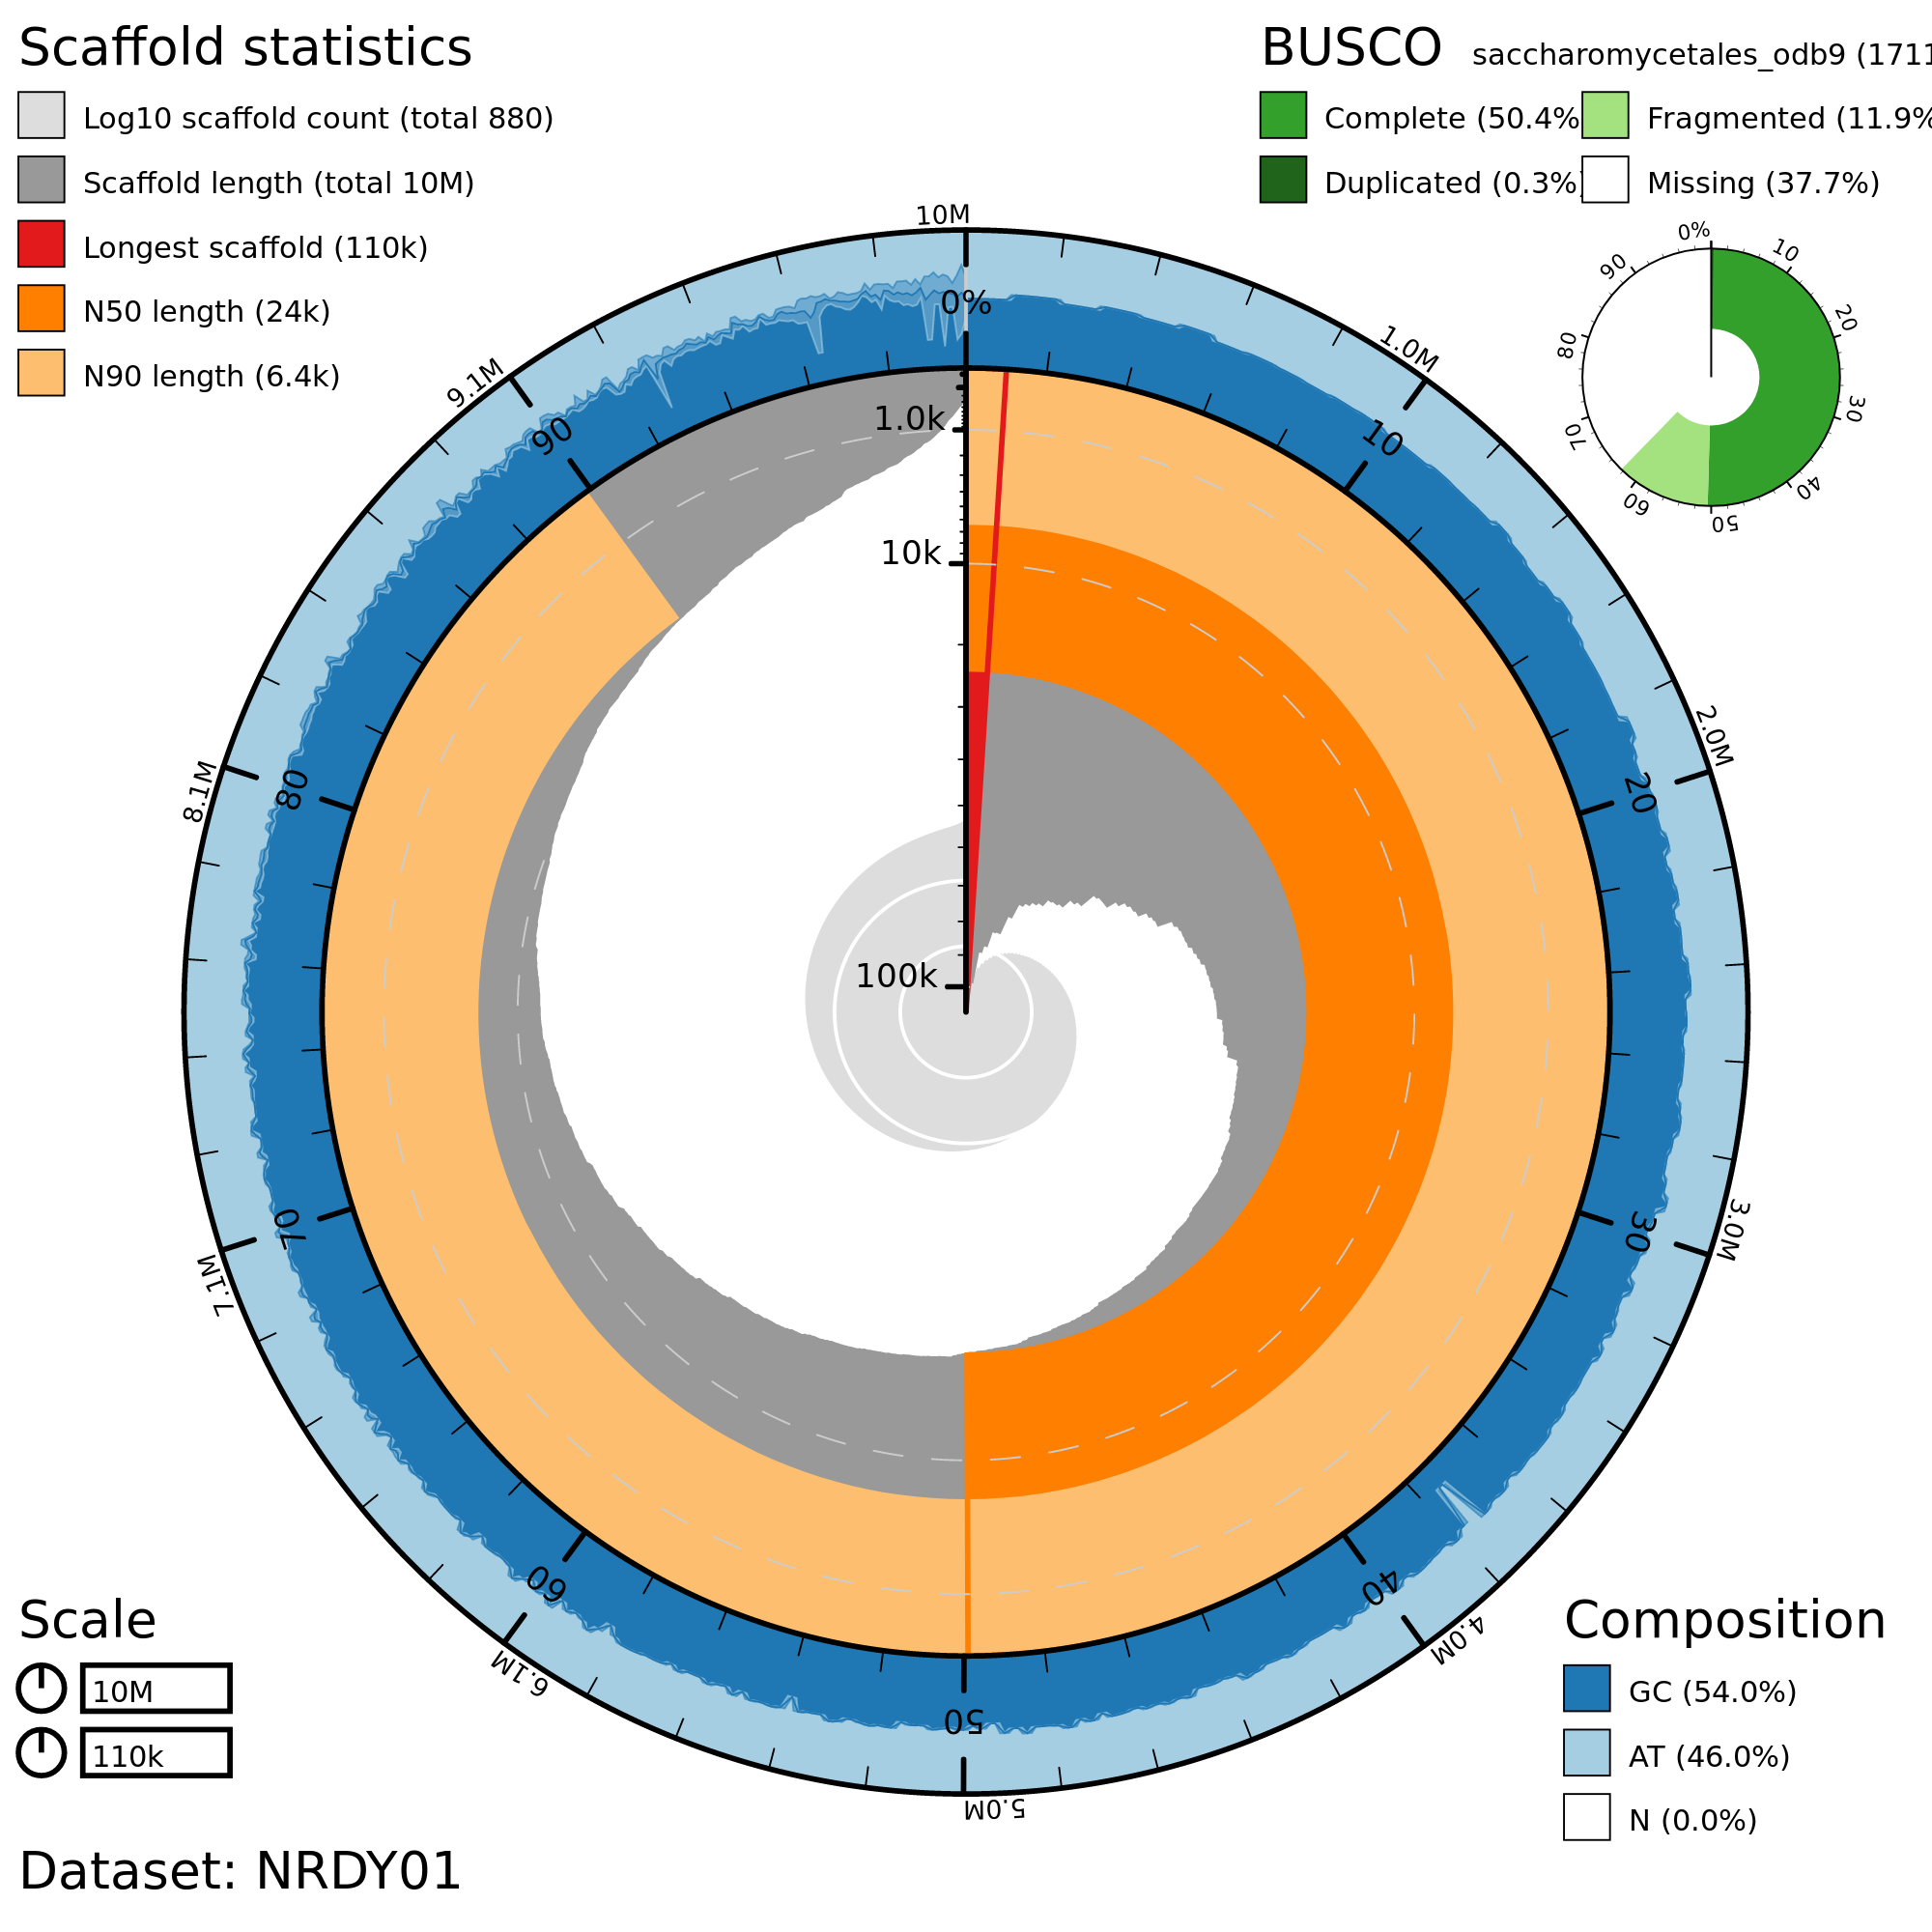 Scaffold statistics
Log10 scaffold count (total 880)
Scaffold length (total 10M)
Longest scaffold (110k)
N50 length (24k)
N90 length (6.4k)
BUSCO saccharomycetales_odb9 (1711
Complete (50.4% Fragmented (11.9%
Duplicated (0.3%) Missing (37.7%)
0%
10
20
30
40
50
60
70
80
90
10M
1.0M
2.0M
3.0M
4.0M
5.0M
6.1M
7.1M
8.1M
9.1M
0%
10
20
30
40
50
60
70
80
90
1.0k
10k
100k
Scale
10M
110k
Composition
GC (54.0%)
AT (46.0%)
N (0.0%)
Dataset: NRDY01